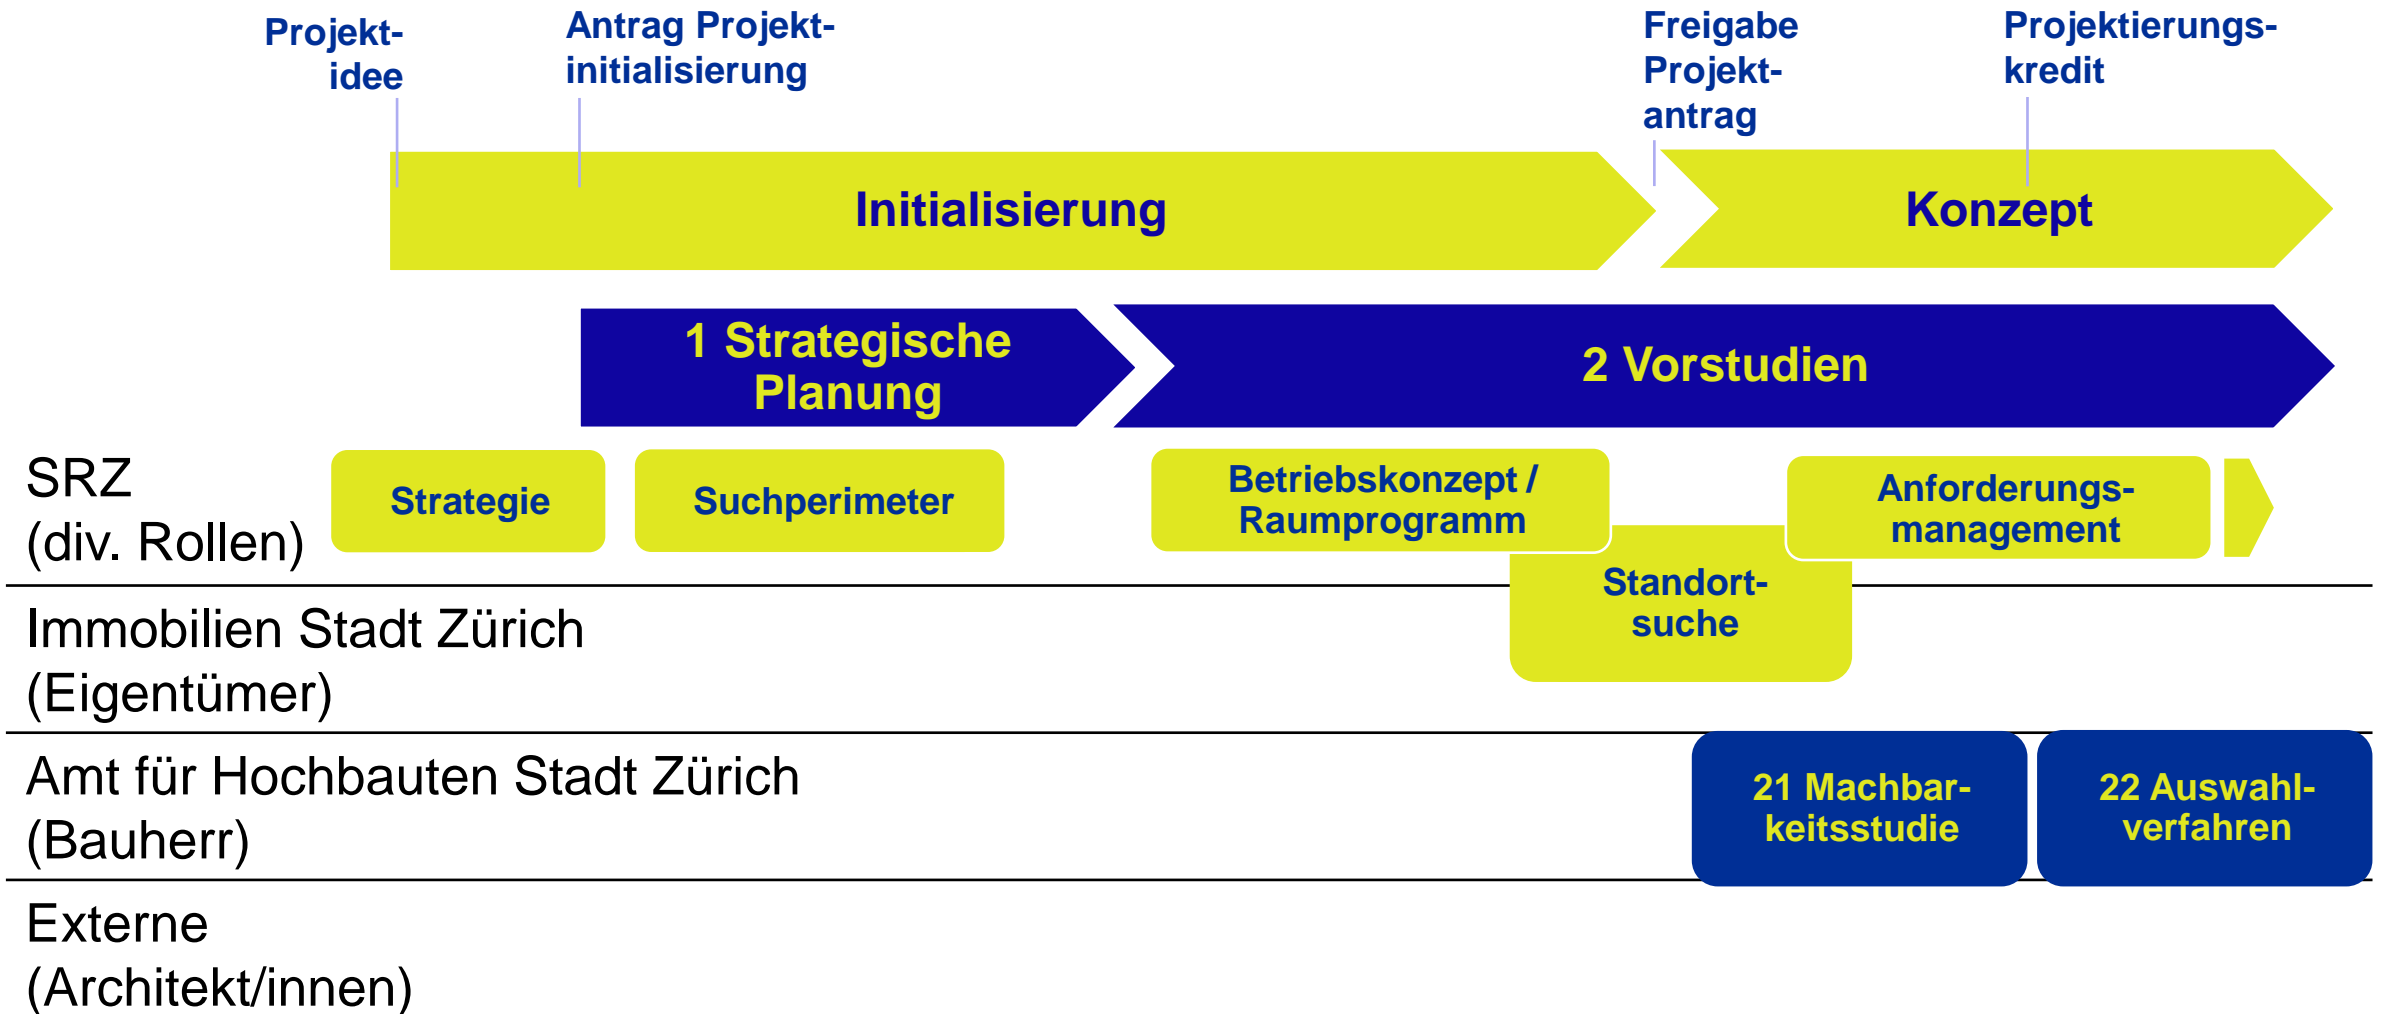 Projekt-
idee
Antrag Projekt-
initialisierung
Freigabe
Projekt-
antrag
Projektierungs-
kredit
Initialisierung
Konzept
1 Strategische
Planung
2 Vorstudien
SRZ
(div. Rollen)
Strategie
Suchperimeter
Betriebskonzept /
Raumprogramm
Anforderungs-
management
Standort-
suche
Immobilien Stadt Zürich
(Eigentümer)
Amt für Hochbauten Stadt Zürich
(Bauherr)
21 Machbar-
keitsstudie
22 Auswahl-
verfahren
Externe
(Architekt/innen)